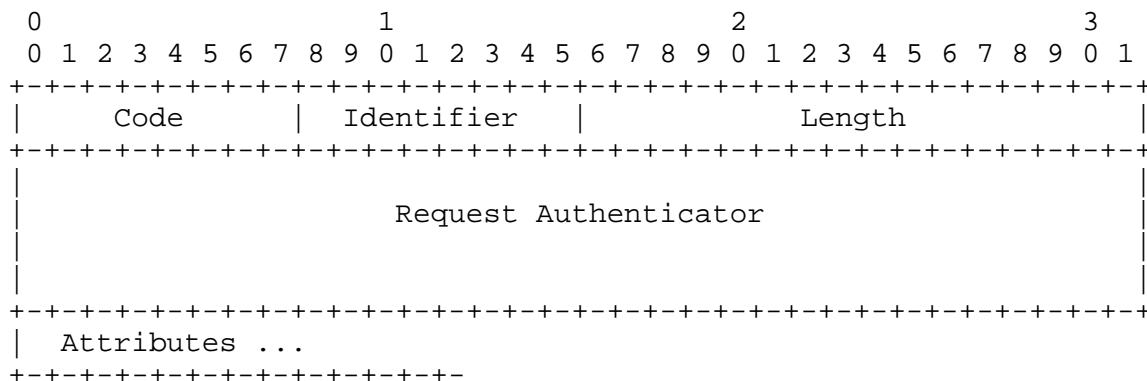 0                   1                   2                   3
 0 1 2 3 4 5 6 7 8 9 0 1 2 3 4 5 6 7 8 9 0 1 2 3 4 5 6 7 8 9 0 1
+-+-+-+-+-+-+-+-+-+-+-+-+-+-+-+-+-+-+-+-+-+-+-+-+-+-+-+-+-+-+-+-+
|     Code      |  Identifier   |            Length             |
+-+-+-+-+-+-+-+-+-+-+-+-+-+-+-+-+-+-+-+-+-+-+-+-+-+-+-+-+-+-+-+-+
|                                                               |
|                     Request Authenticator                     |
|                                                               |
|                                                               |
+-+-+-+-+-+-+-+-+-+-+-+-+-+-+-+-+-+-+-+-+-+-+-+-+-+-+-+-+-+-+-+-+
|  Attributes ...
+-+-+-+-+-+-+-+-+-+-+-+-+-